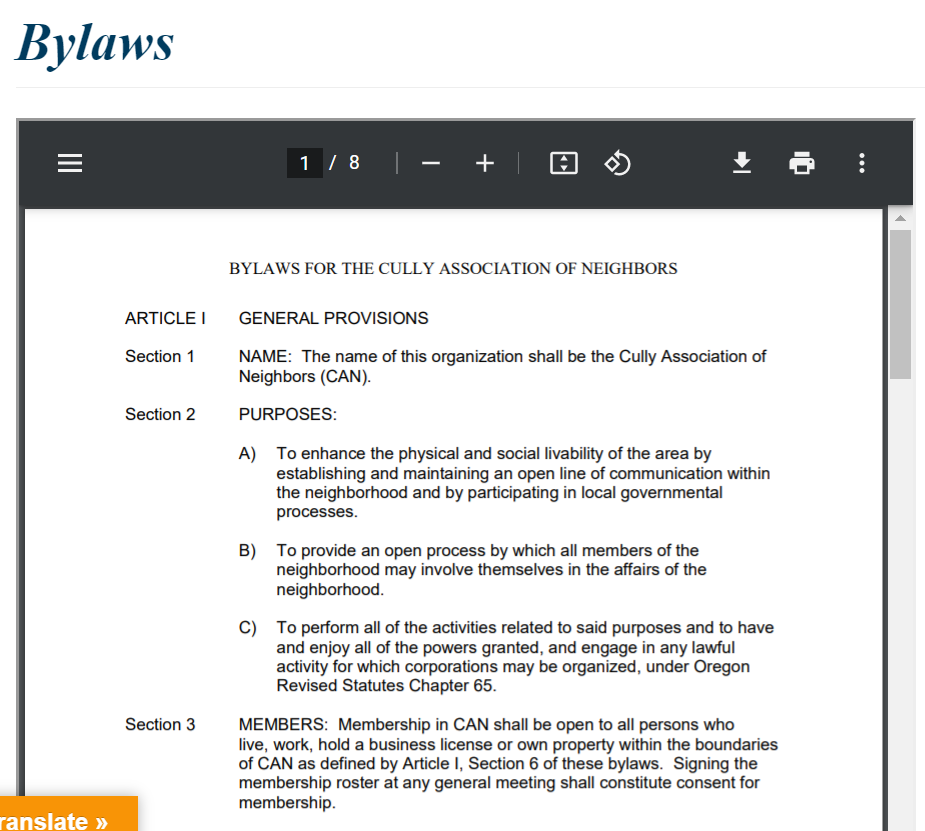 Bylaws
1 / 8
BYLAWS FOR THE CULLY ASSOCIATION OF NEIGHBORS
ARTICLE I GENERAL PROVISIONS
Section 1 NAME: The name of this organization shall be the Cully Association of
Neighbors (CAN).
Section 2 PURPOSES:
A) To enhance the physical and social livability of the area by
establishing and maintaining an open line of communication within
the neighborhood and by participating in local governmental
processes.
B) To provide an open process by which all members of the
neighborhood may involve themselves in the affairs of the
neighborhood.
C) To perform all of the activities related to said purposes and to have
and enjoy all of the powers granted, and engage in any lawful
activity for which corporations may be organized, under Oregon
Revised Statutes Chapter 65.
Section 3 MEMBERS: Membership in CAN shall be open to all persons who
live, work, hold a business license or own property within the boundaries
of CAN as defined by Article I, Section 6 of these bylaws. Signing the
membership roster at any general meeting shall constitute consent for
membership.
ranslate »